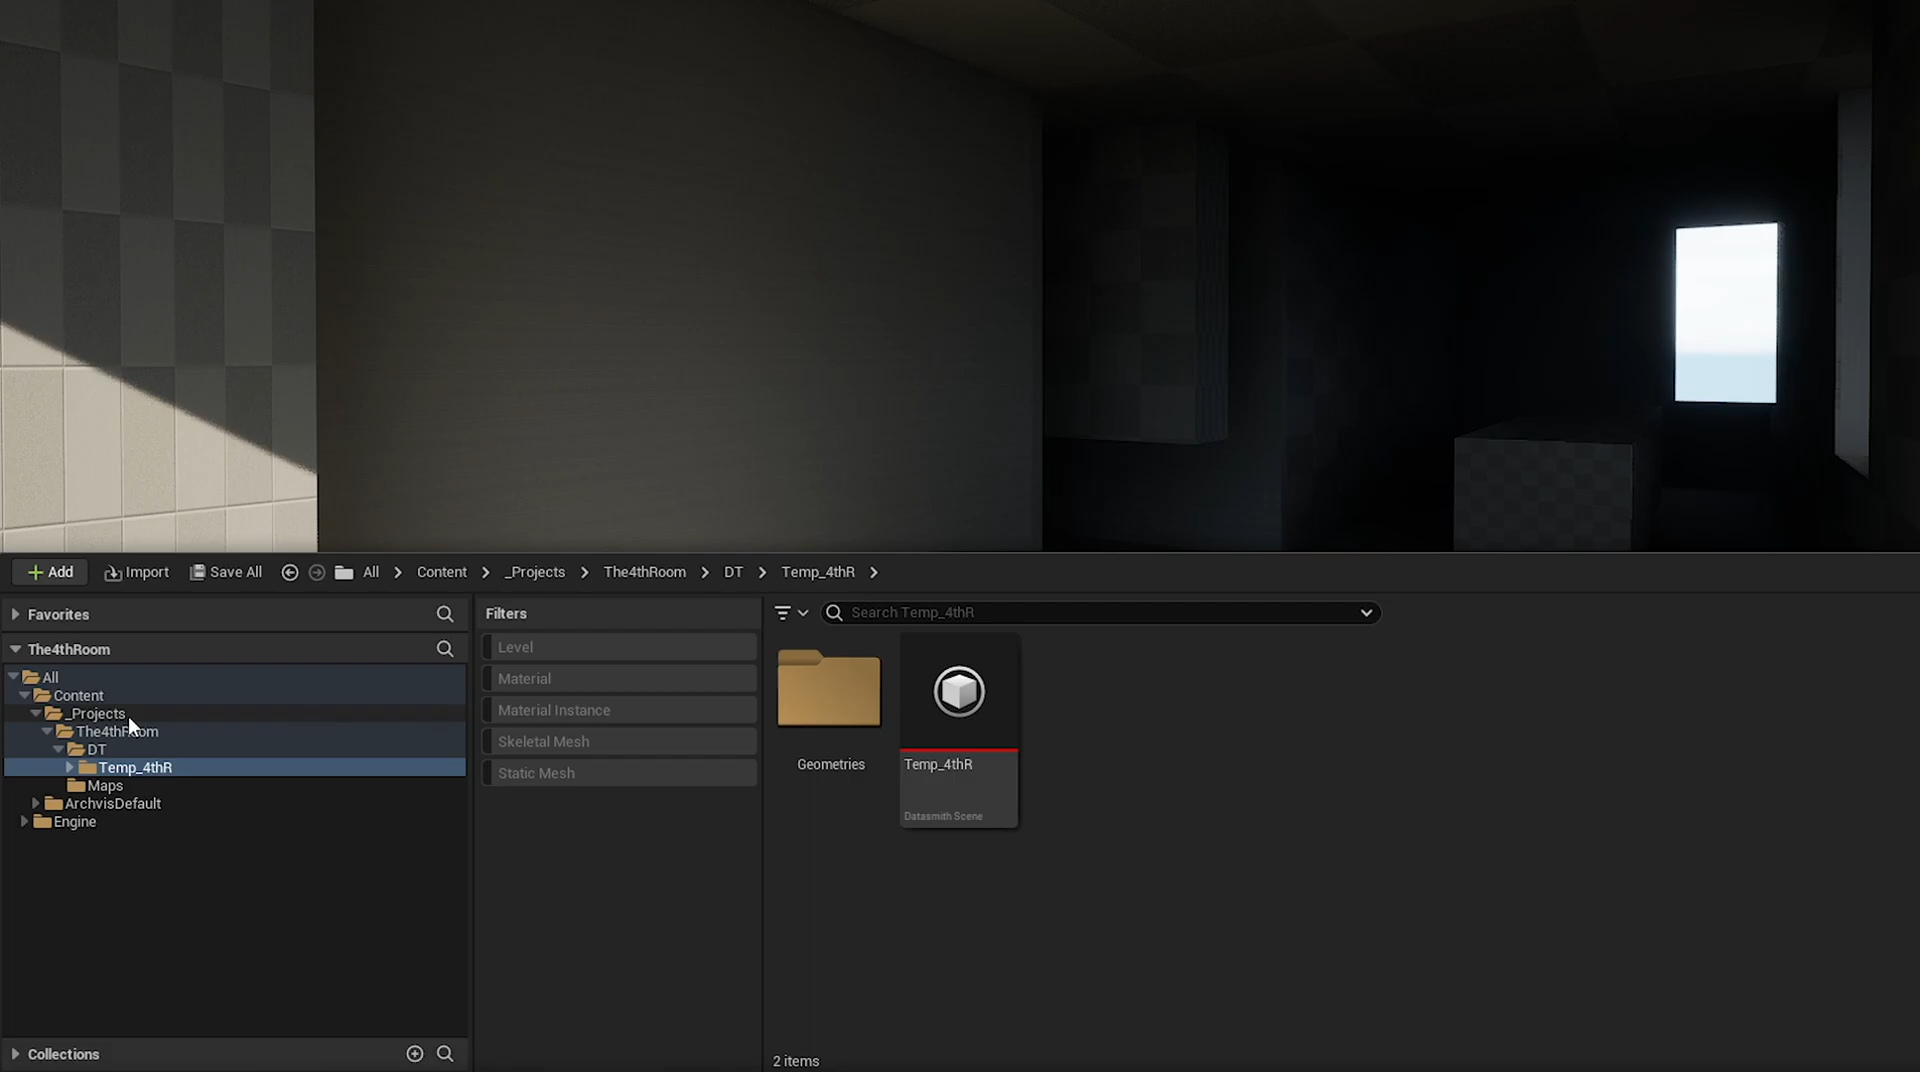 Add
Import
Save All
All
Content
_Projects
The4thRoom
DT
Temp_4thR
Favorites
The4thRoom
All
Content
_Projects
The4thRoom
DT
Temp_4thR
Maps
ArchvisDefault
Engine
Collections
Filters
Level
Material
Material Instance
Skeletal Mesh
Static Mesh
Search Temp_4thR
Geometries
Temp_4thR
Datasmith Scene
2 items